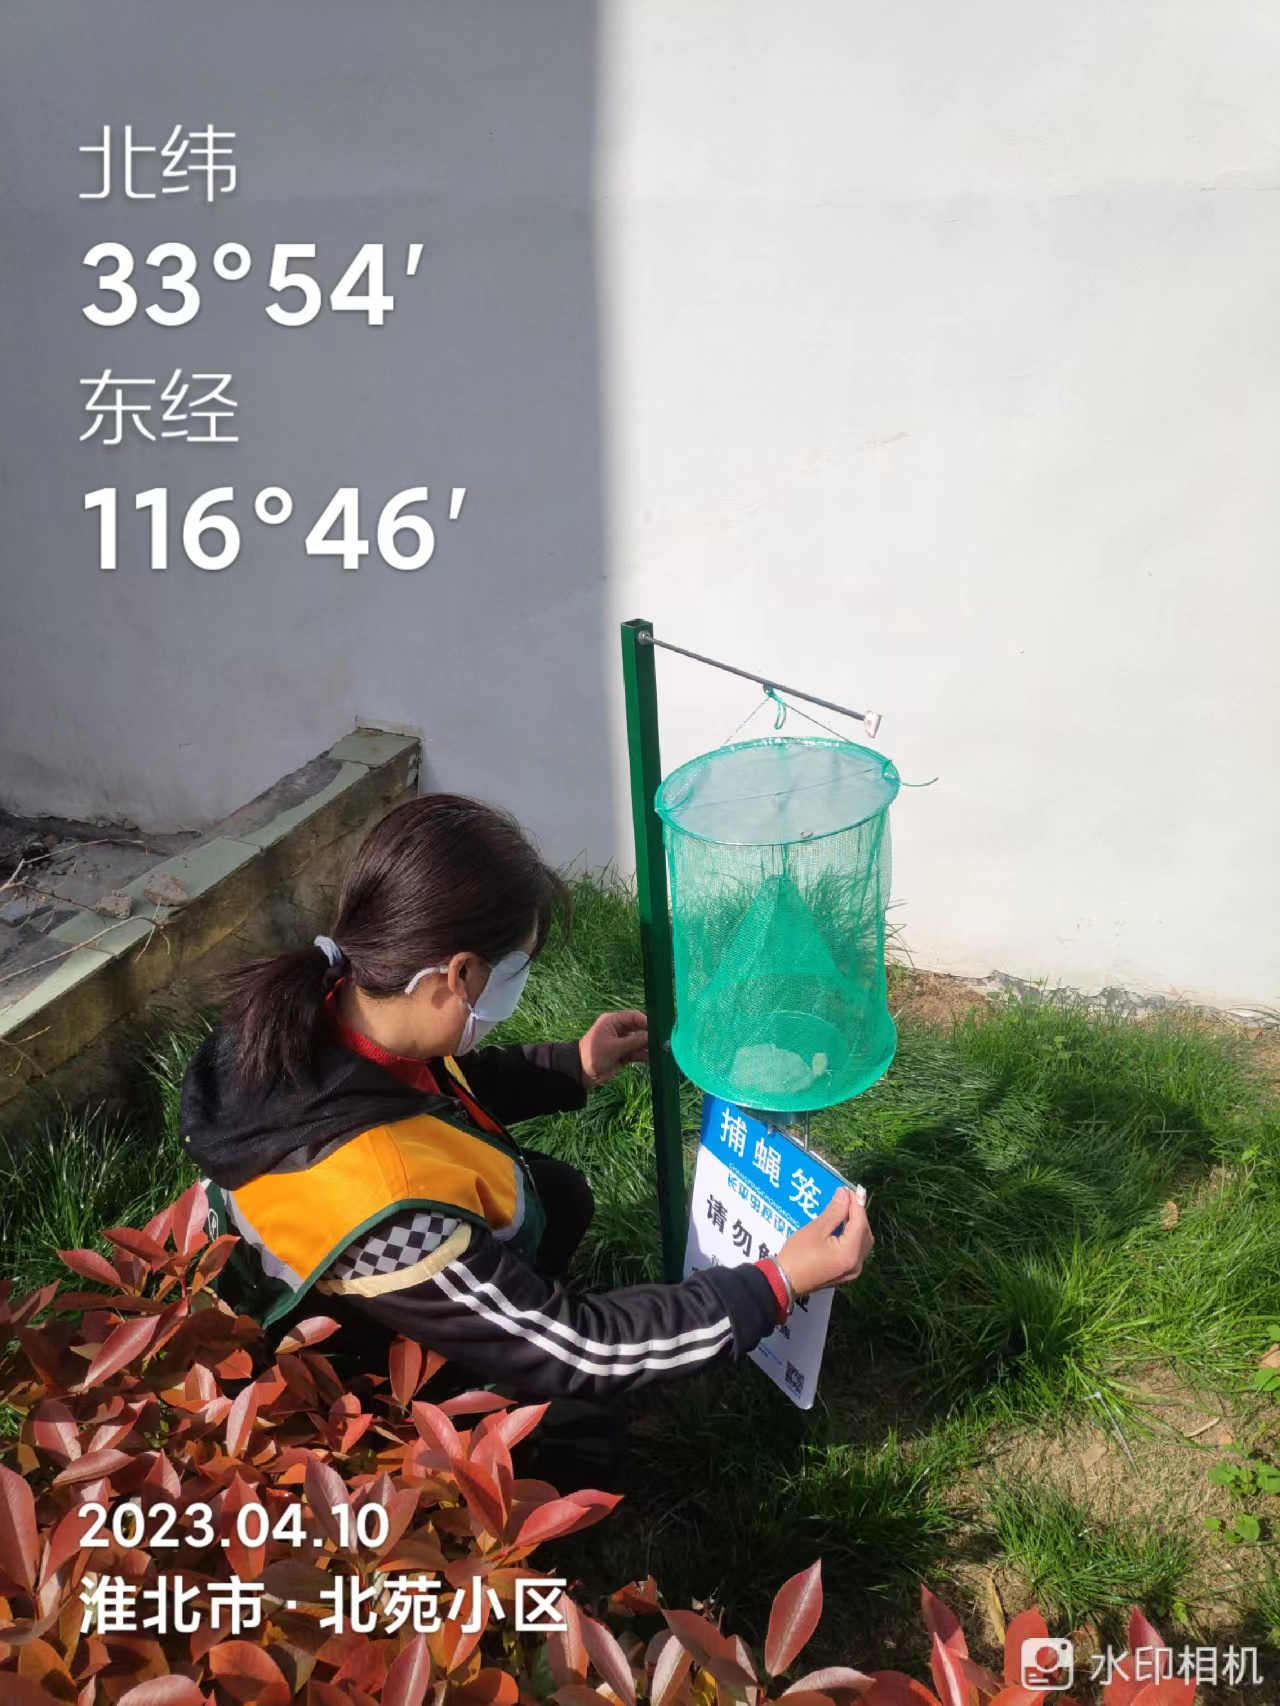 北纬
33°54′
东经
116°46′
捕蝇笼
请勿
2023.04.10
淮北市·北苑小区
水印相机